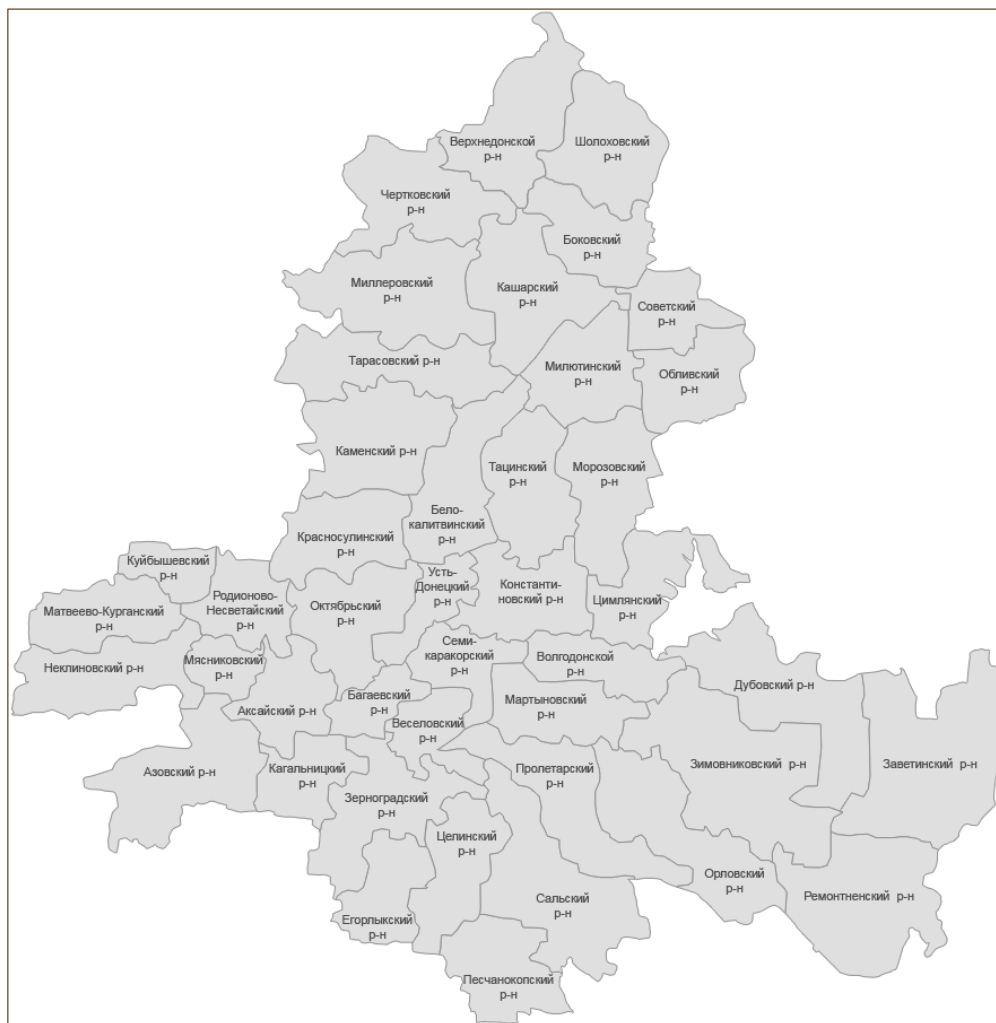 Верхнедонской
р-н
Шолоховский
р-н
Чертковский
р-н
Боковский
р-н
Миллеровский
р-н
Кашарский
р-н
Советский
р-н
Тарасовский р-н
Милютинский
р-н
Обливский
р-н
Каменский р-н
Тацинский
р-н
Морозовский
р-н
Бело-
калитвинский
р-н
Красносулинский
р-н
Куйбышевский
р-н
Родионово-
Несветайский
р-н
Октябрьский
р-н
Усть-
Донецкий
р-н
Константи-
новский р-н
Цимлянский
р-н
Матвеево-Курганский
р-н
Неклиновский р-н
Мясниковский
р-н
Семи-
каракорский
р-н
Волгодонской
р-н
Дубовский р-н
Аксайский р-н
Багаевский
р-н
Веселовский
р-н
Мартыновский
р-н
Азовский р-н
Кагальницкий
р-н
Зерноградский
р-н
Пролетарский
р-н
Зимовниковский р-н
Заветинский р-н
Целинский
р-н
Орловский
р-н
Ремонтненский р-н
Сальский
р-н
Егорлыкский
р-н
Песчанокопский
р-н